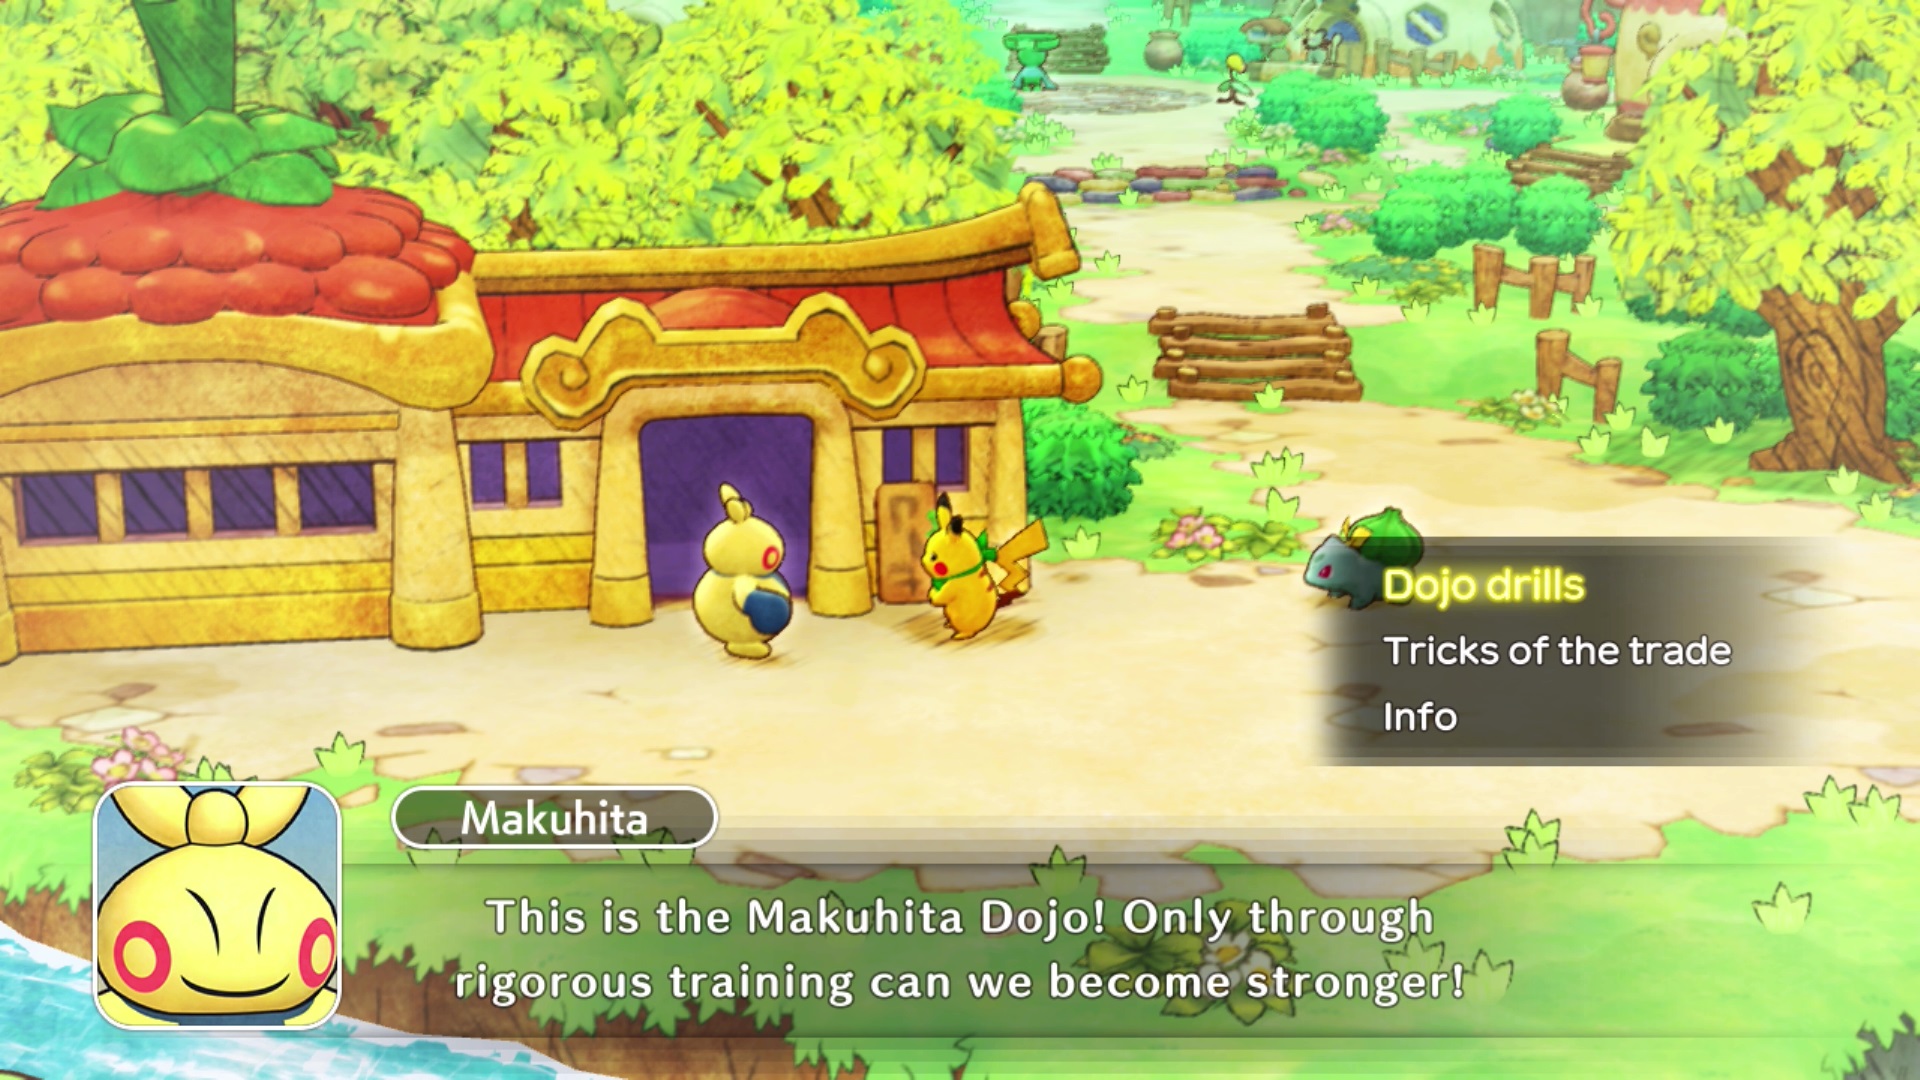 Dojo drills
Tricks of the trade
Info
Makuhita
This is the Makuhita Dojo! Only through
rigorous training can we become stronger!